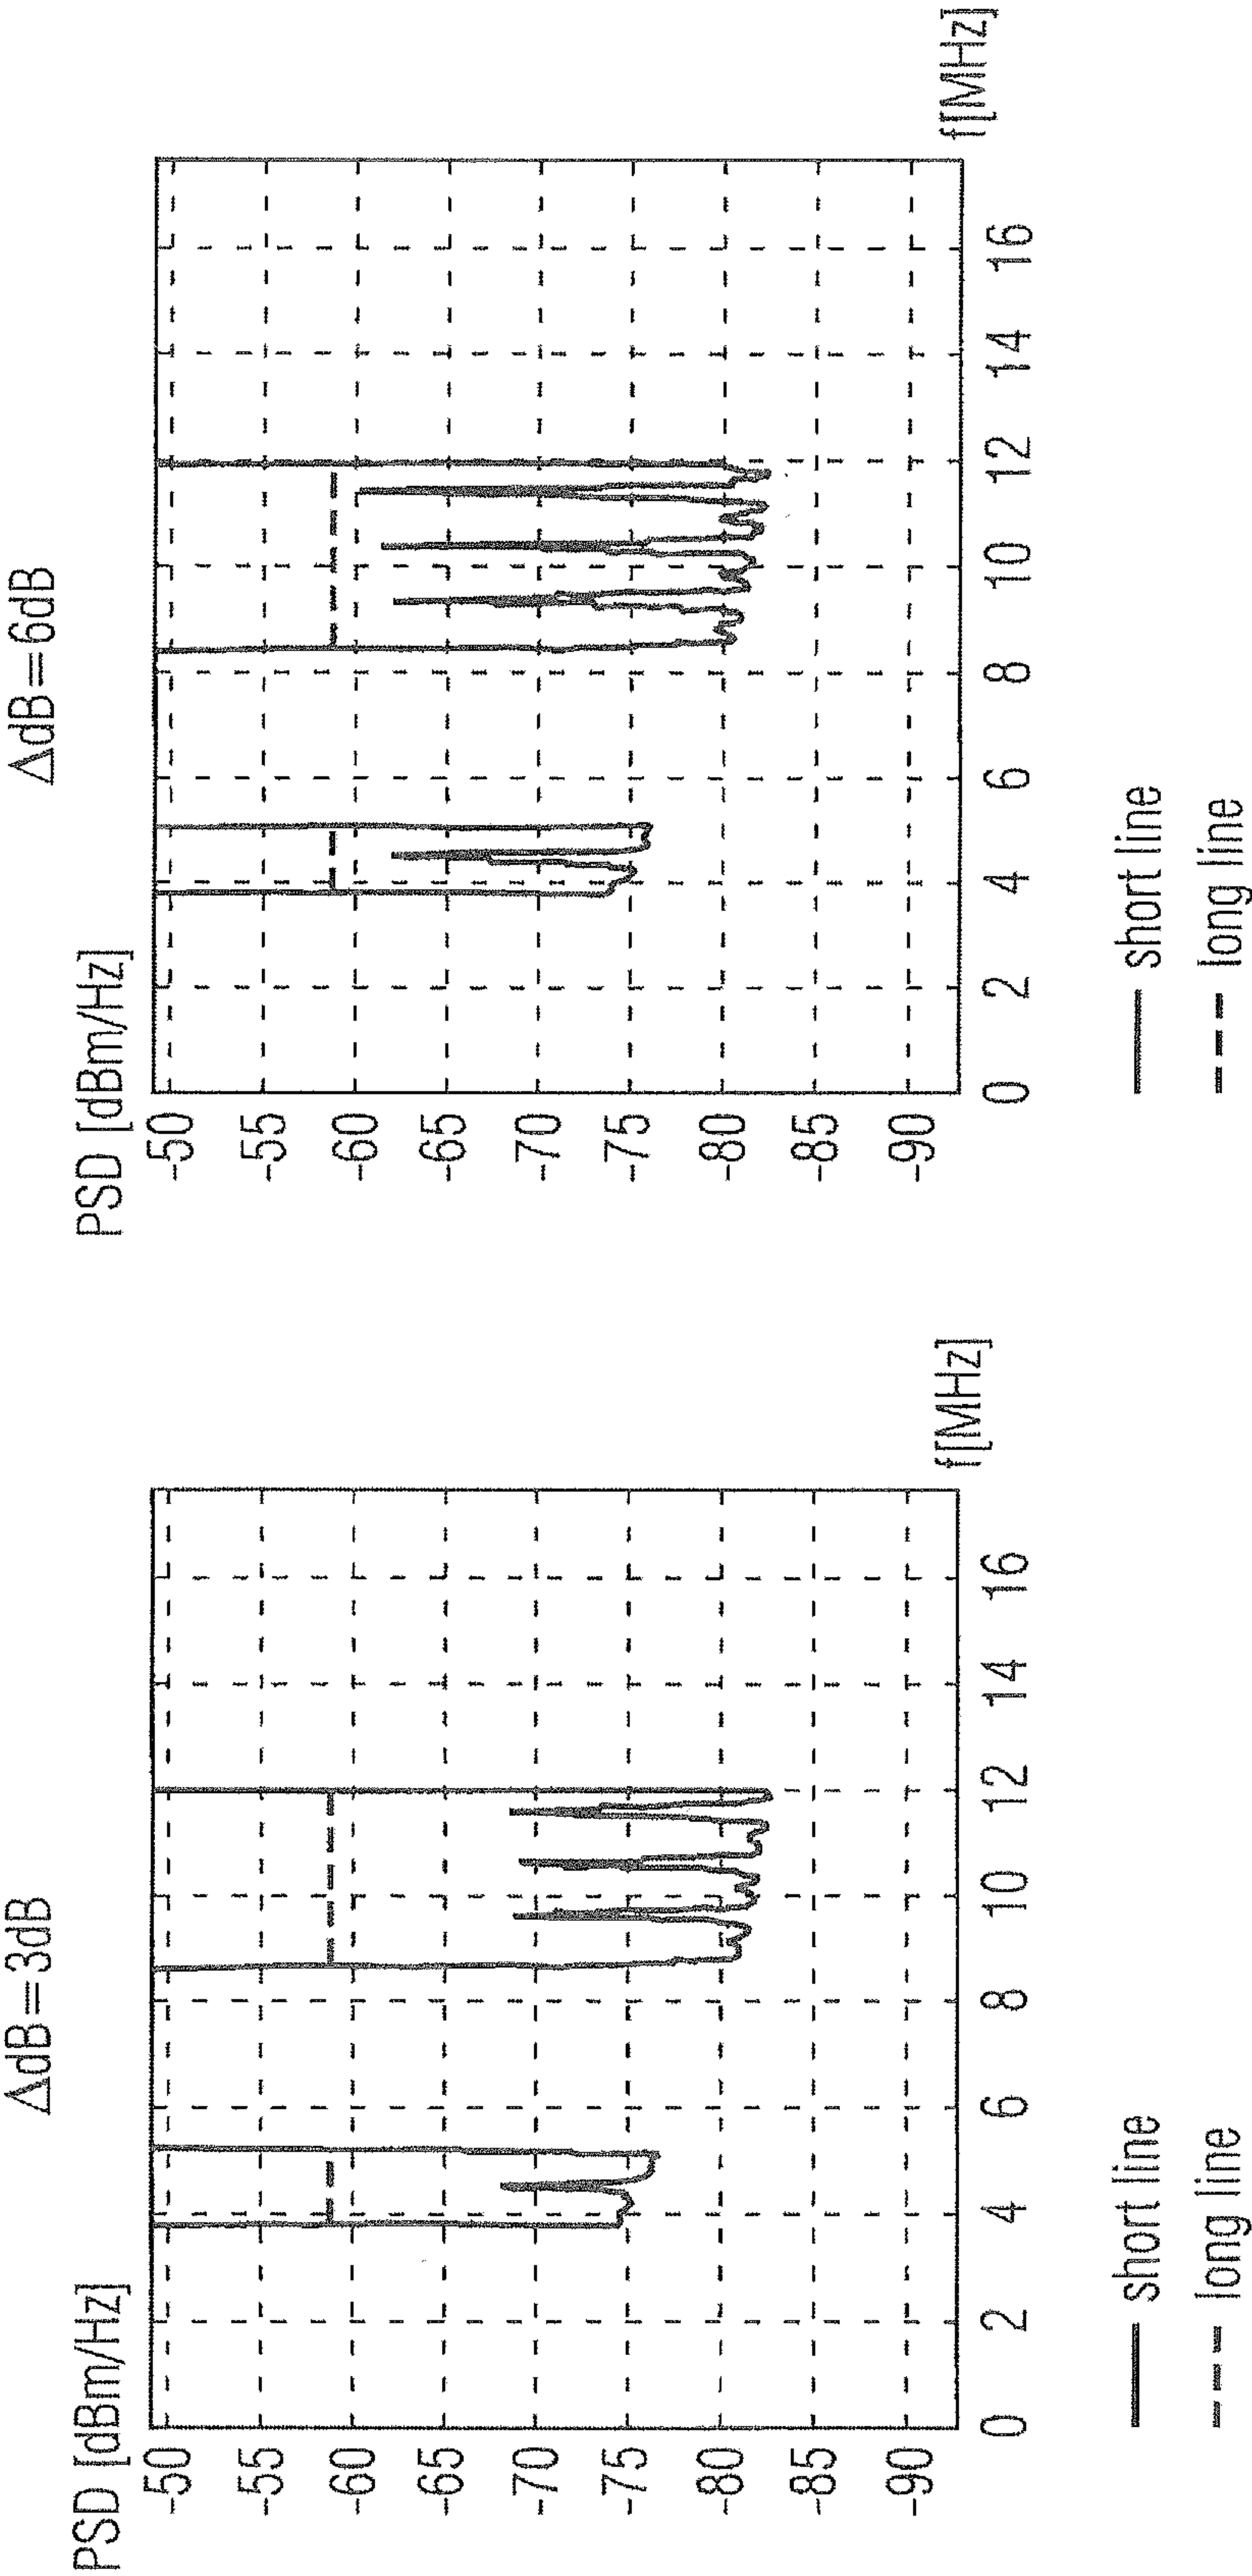 ΔdB=3dB
PSD [dBm/Hz]
-50
-55
-60
-65
-70
-75
-80
-85
-90
0 2 4 6 8 10 12 14 16
f[MHz]
short line
long line
ΔdB=6dB
PSD [dBm/Hz]
-50
-55
-60
-65
-70
-75
-80
-85
-90
0 2 4 6 8 10 12 14 16
f[MHz]
short line
long line